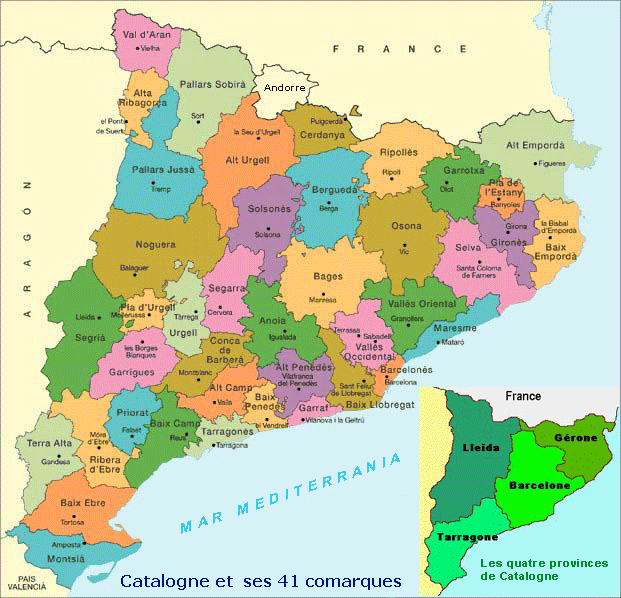 FRANCE
Val d'Aran
Vielha
Alta
Ribagorça
el Pont
de Suert
Pallars Sobirà
Sort
Andorre
Puigcerdà
Cerdanya
la Seu d'Urgell
Alt Urgell
Pallars Jussà
Tremp
Ripollès
Ripoll
Alt Empordà
Figueres
Garrotxa
Olot
Pla de
l'Estany
Banyoles
Berguedà
Berga
Solsonès
Solsona
Osona
Vic
Girona
Gironès
la Bisbal
d'Empordà
Baix
Empordà
Selva
Santa Coloma
de Farners
ARAGON
Noguera
Balaguer
Bages
Manresa
Segarra
Cervera
Lleida
Segrià
Pla d'Urgell
Mollerussa
Tàrrega
Urgell
Anoia
Igualada
Vallès Oriental
Granollers
Maresme
Mataró
Terrassa
Sabadell
Vallès
Occidental
les Borges
Blanques
Garrigues
Conca
de
Barberà
Montblanc
Alt Penedès
Vilafranca
del Penedès
Barcelonès
Barcelona
Sant Feliu
de Llobregat
Baix Llobregat
Alt Camp
Valls
Baix
Penedès
el Vendrell
Garraf
Vilanova i la Geltrú
Priorat
Falset
Baix Camp
Reus
Tarragonès
Tarragona
Terra Alta
Gandesa
Móra
d'Ebre
Ribera
d'Ebre
Baix Ebre
Tortosa
Amposta
Montsià
PAIS
VALENCIÀ
MAR MEDITERRANIA
Catalogne et ses 41 comarques
France
Lleida
Gérone
Barcelone
Tarragone
Les quatre provinces
de Catalogne